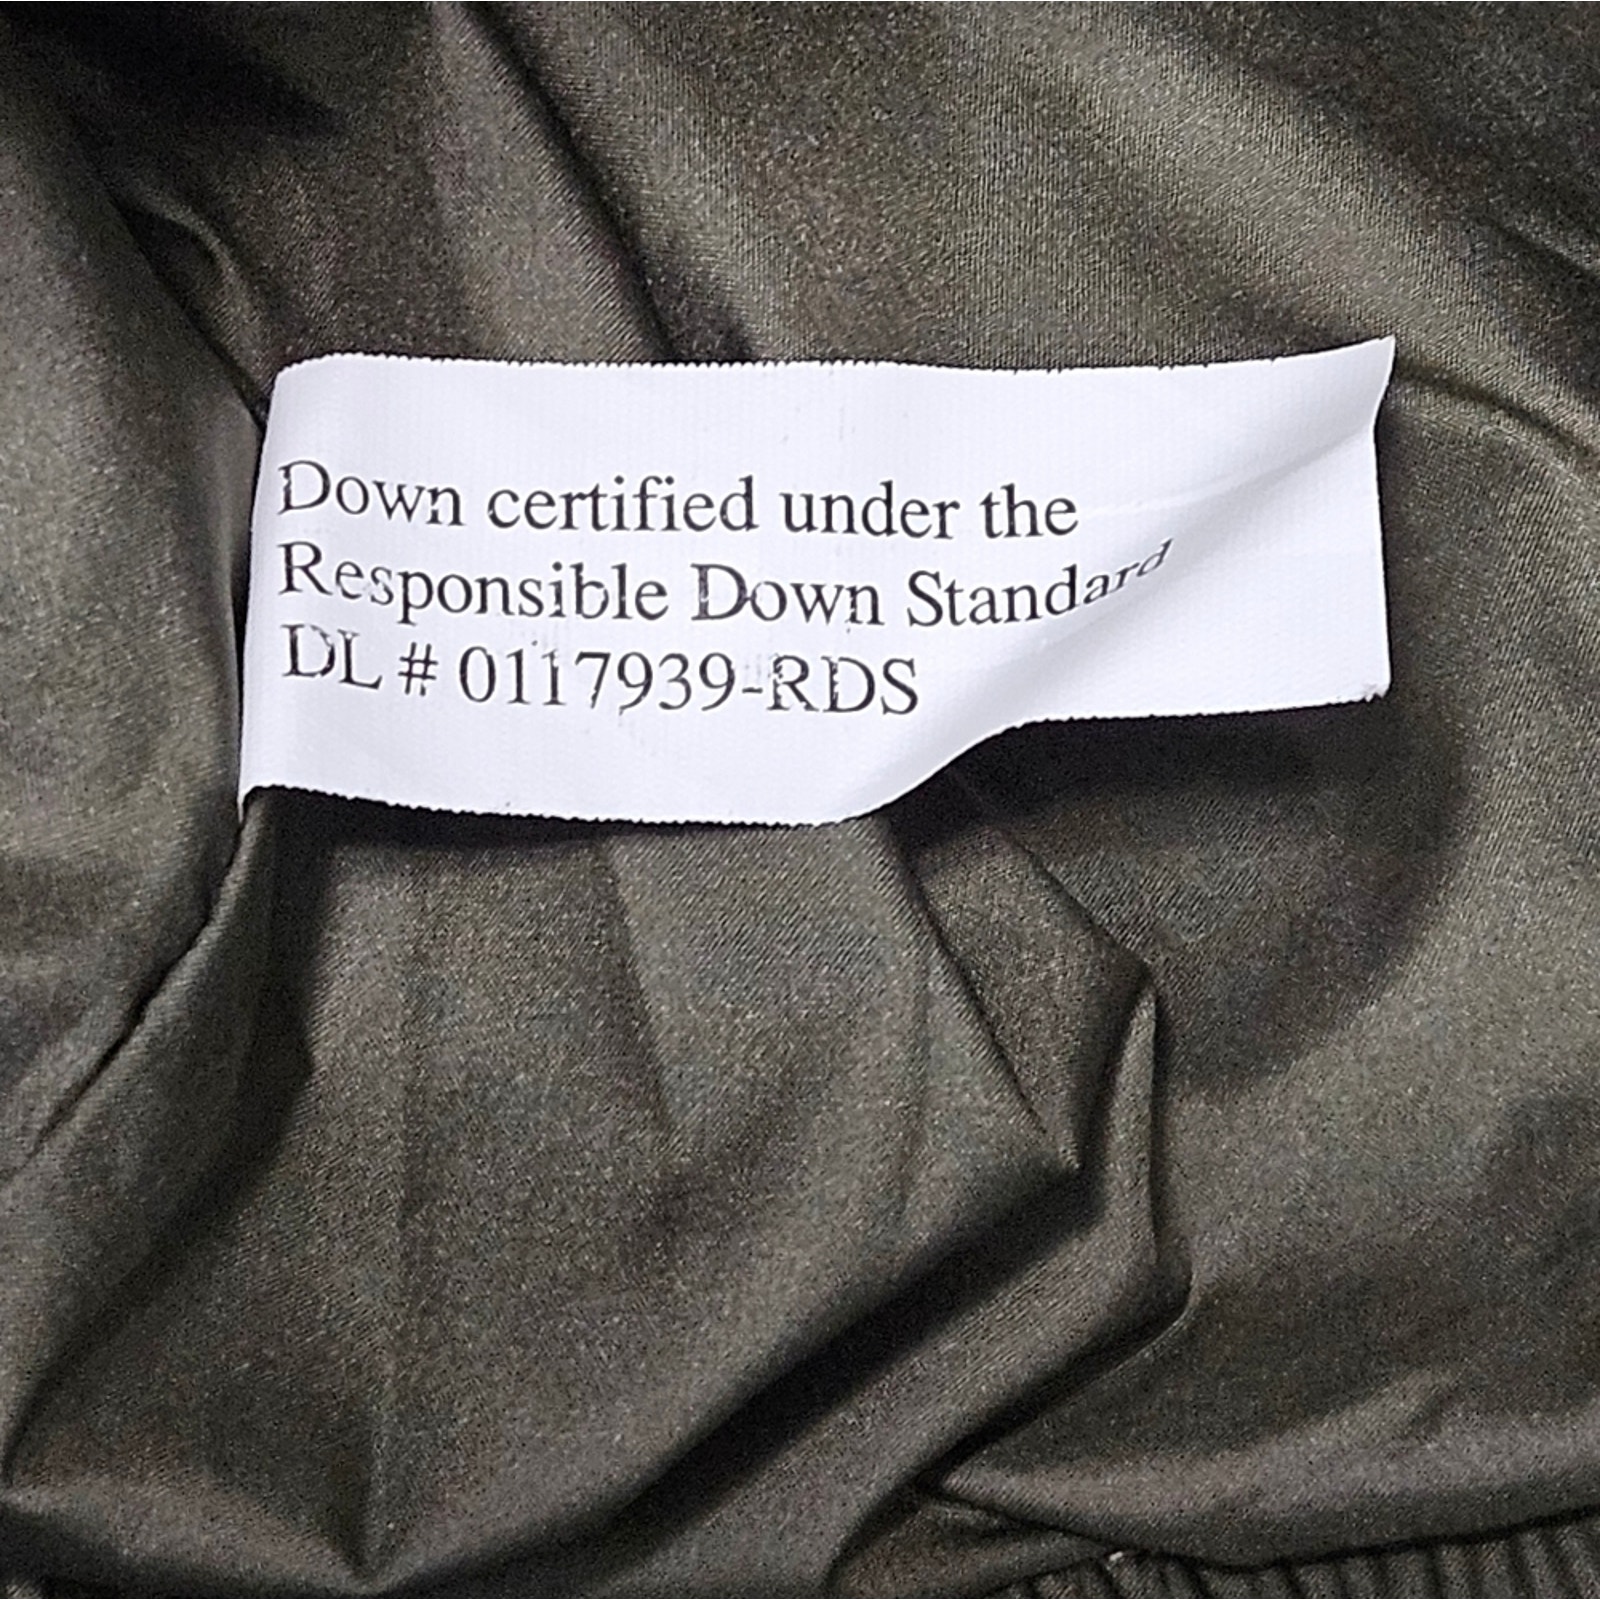 Down certified under the
Responsible Down Standard
DL # 0117939-RDS